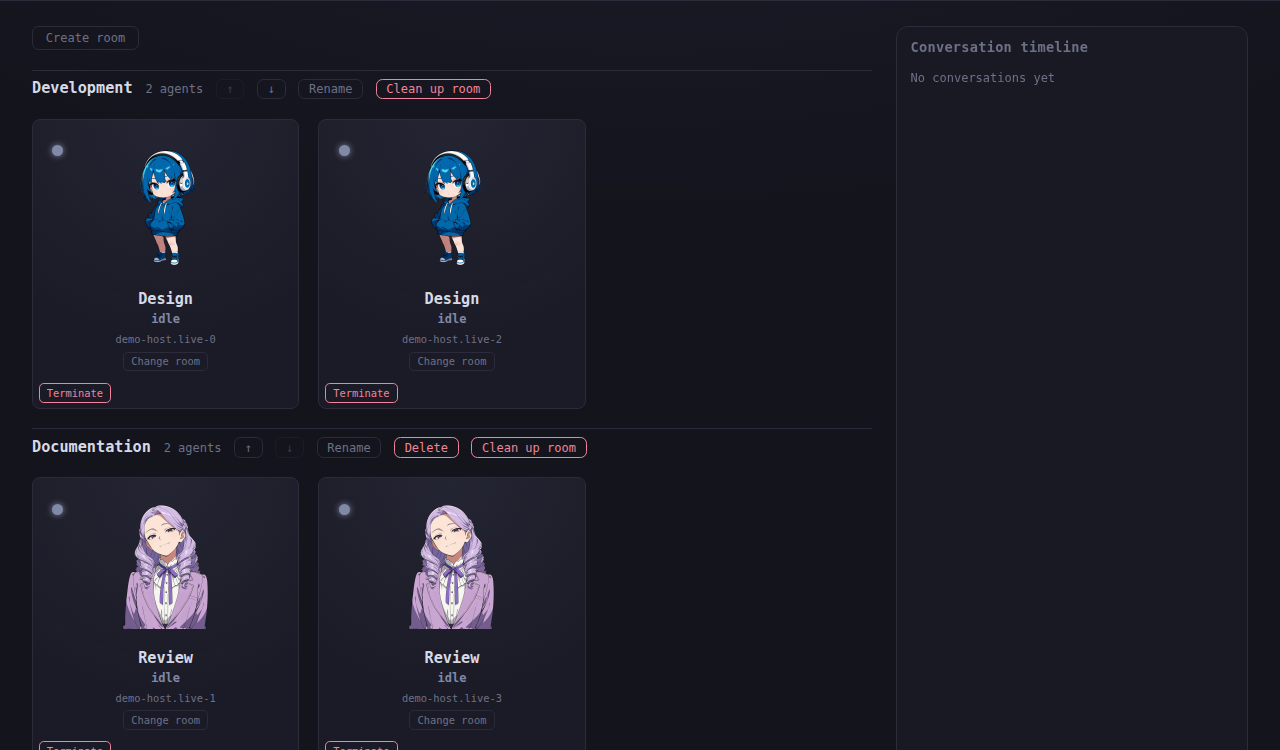 Create room
Development 2 agents ↑ ↓ Rename Clean up room
Design
idle
demo-host.live-0
Change room
Terminate
Design
idle
demo-host.live-2
Change room
Terminate
Documentation 2 agents ↑ ↓ Rename Delete Clean up room
Review
idle
demo-host.live-1
Change room
Terminate
Review
idle
demo-host.live-3
Change room
Terminate
Conversation timeline
No conversations yet